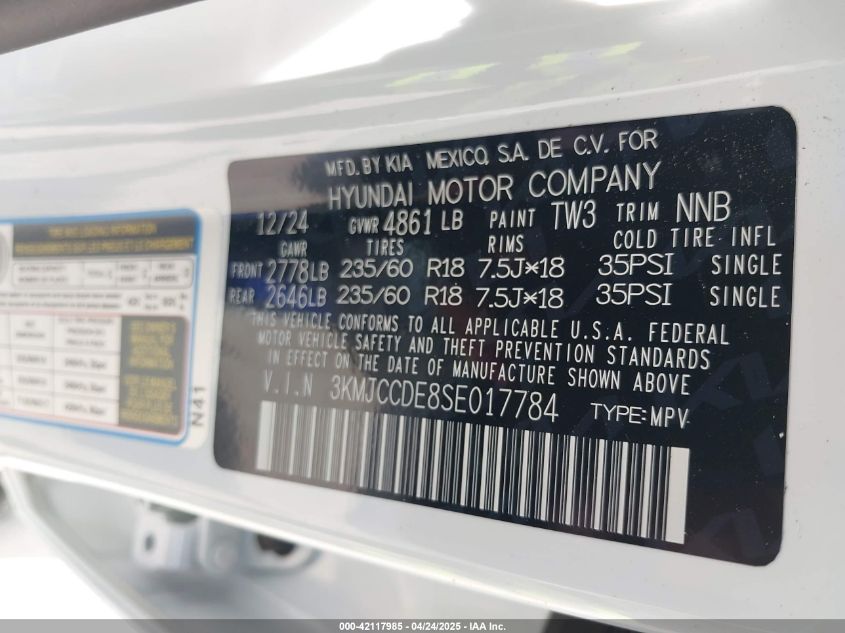 MFD. BY KIA MEXICO, S.A. DE C.V. FOR
HYUNDAI MOTOR COMPANY
12/24 GVWR 4861 LB PAINT TW3 TRIM NNB
GAWR TIRES RIMS COLD TIRE INFL
FRONT 2778LB 235/60 R18 7.5J×18 35PSI SINGLE
REAR 2646LB 235/60 R18 7.5J×18 35PSI SINGLE
THIS VEHICLE CONFORMS TO ALL APPLICABLE U.S.A. FEDERAL
MOTOR VEHICLE SAFETY AND THEFT PREVENTION STANDARDS
IN EFFECT ON THE DATE OF MANUFACTURE SHOWN ABOVE
V.I.N 3KMJCCDE8SE017784 TYPE:MPV
TIRE AND LOADING INFORMATION
N41
000-42117985 - 04/24/2025 - IAA Inc.